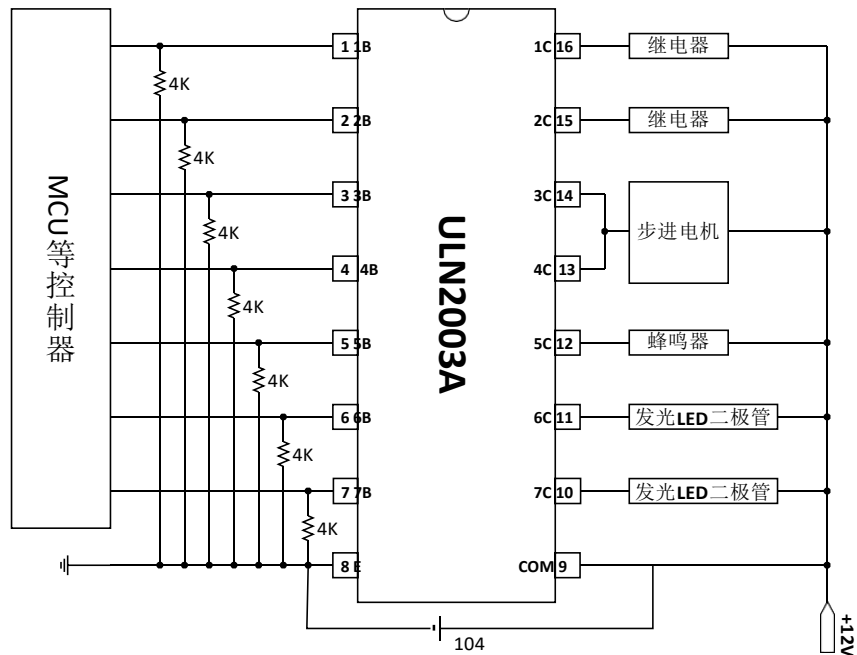 MCU等控制器
ULN2003A
1 1B
4K
2 2B
4K
3 3B
4K
4 4B
4K
5 5B
4K
6 6B
4K
7 7B
4K
8 E
1C 16
继电器
2C 15
继电器
3C 14
4C 13
步进电机
5C 12
蜂鸣器
6C 11
发光LED二极管
7C 10
发光LED二极管
COM 9
104
+12V